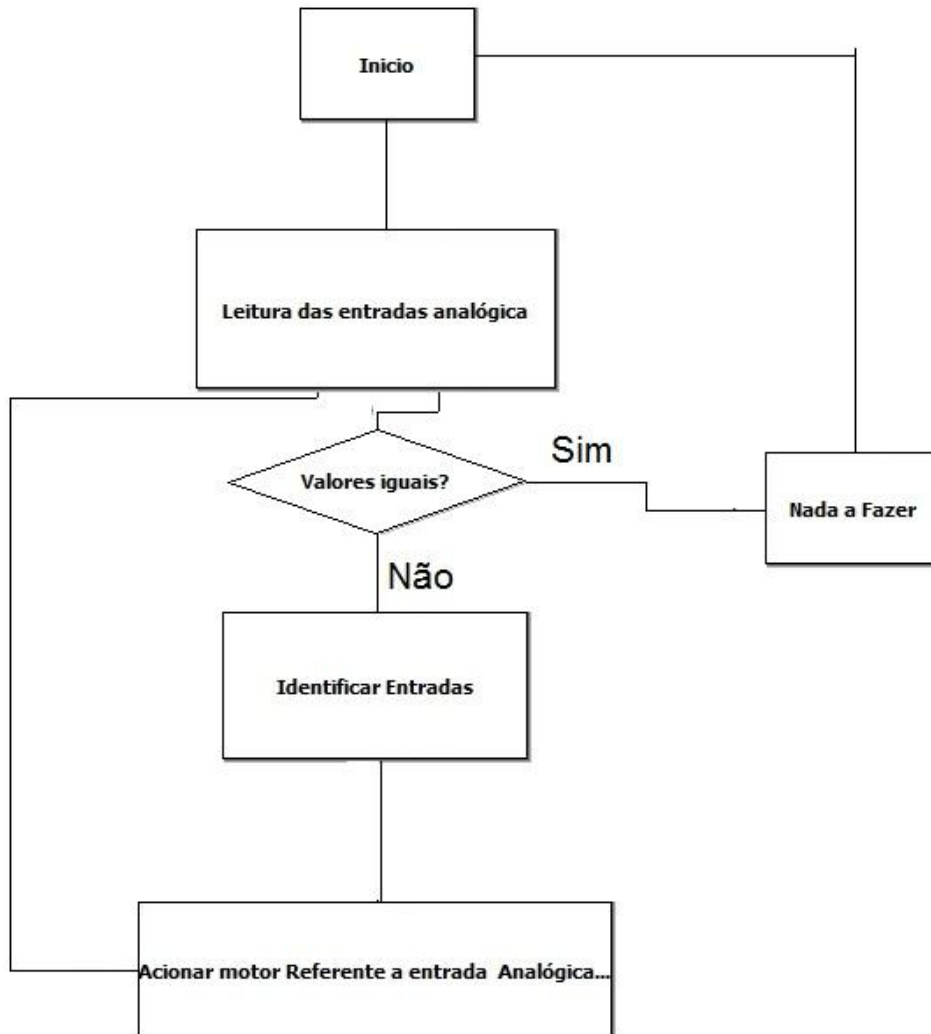 Inicio
Leitura das entradas analógica
Valores iguais?
Sim
Nada a Fazer
Não
Identificar Entradas
Acionar motor Referente a entrada Analógica...